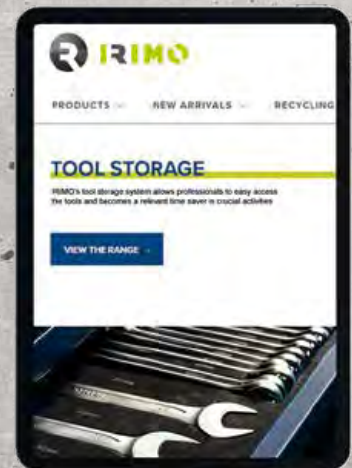 IRIMO
PRODUCTS NEW ARRIVALS RECYCLING
TOOL STORAGE
IRIMO's tool storage system allows professionals to easy access
the tools and becomes a relevant time saver is crucial activities
VIEW THE RANGE